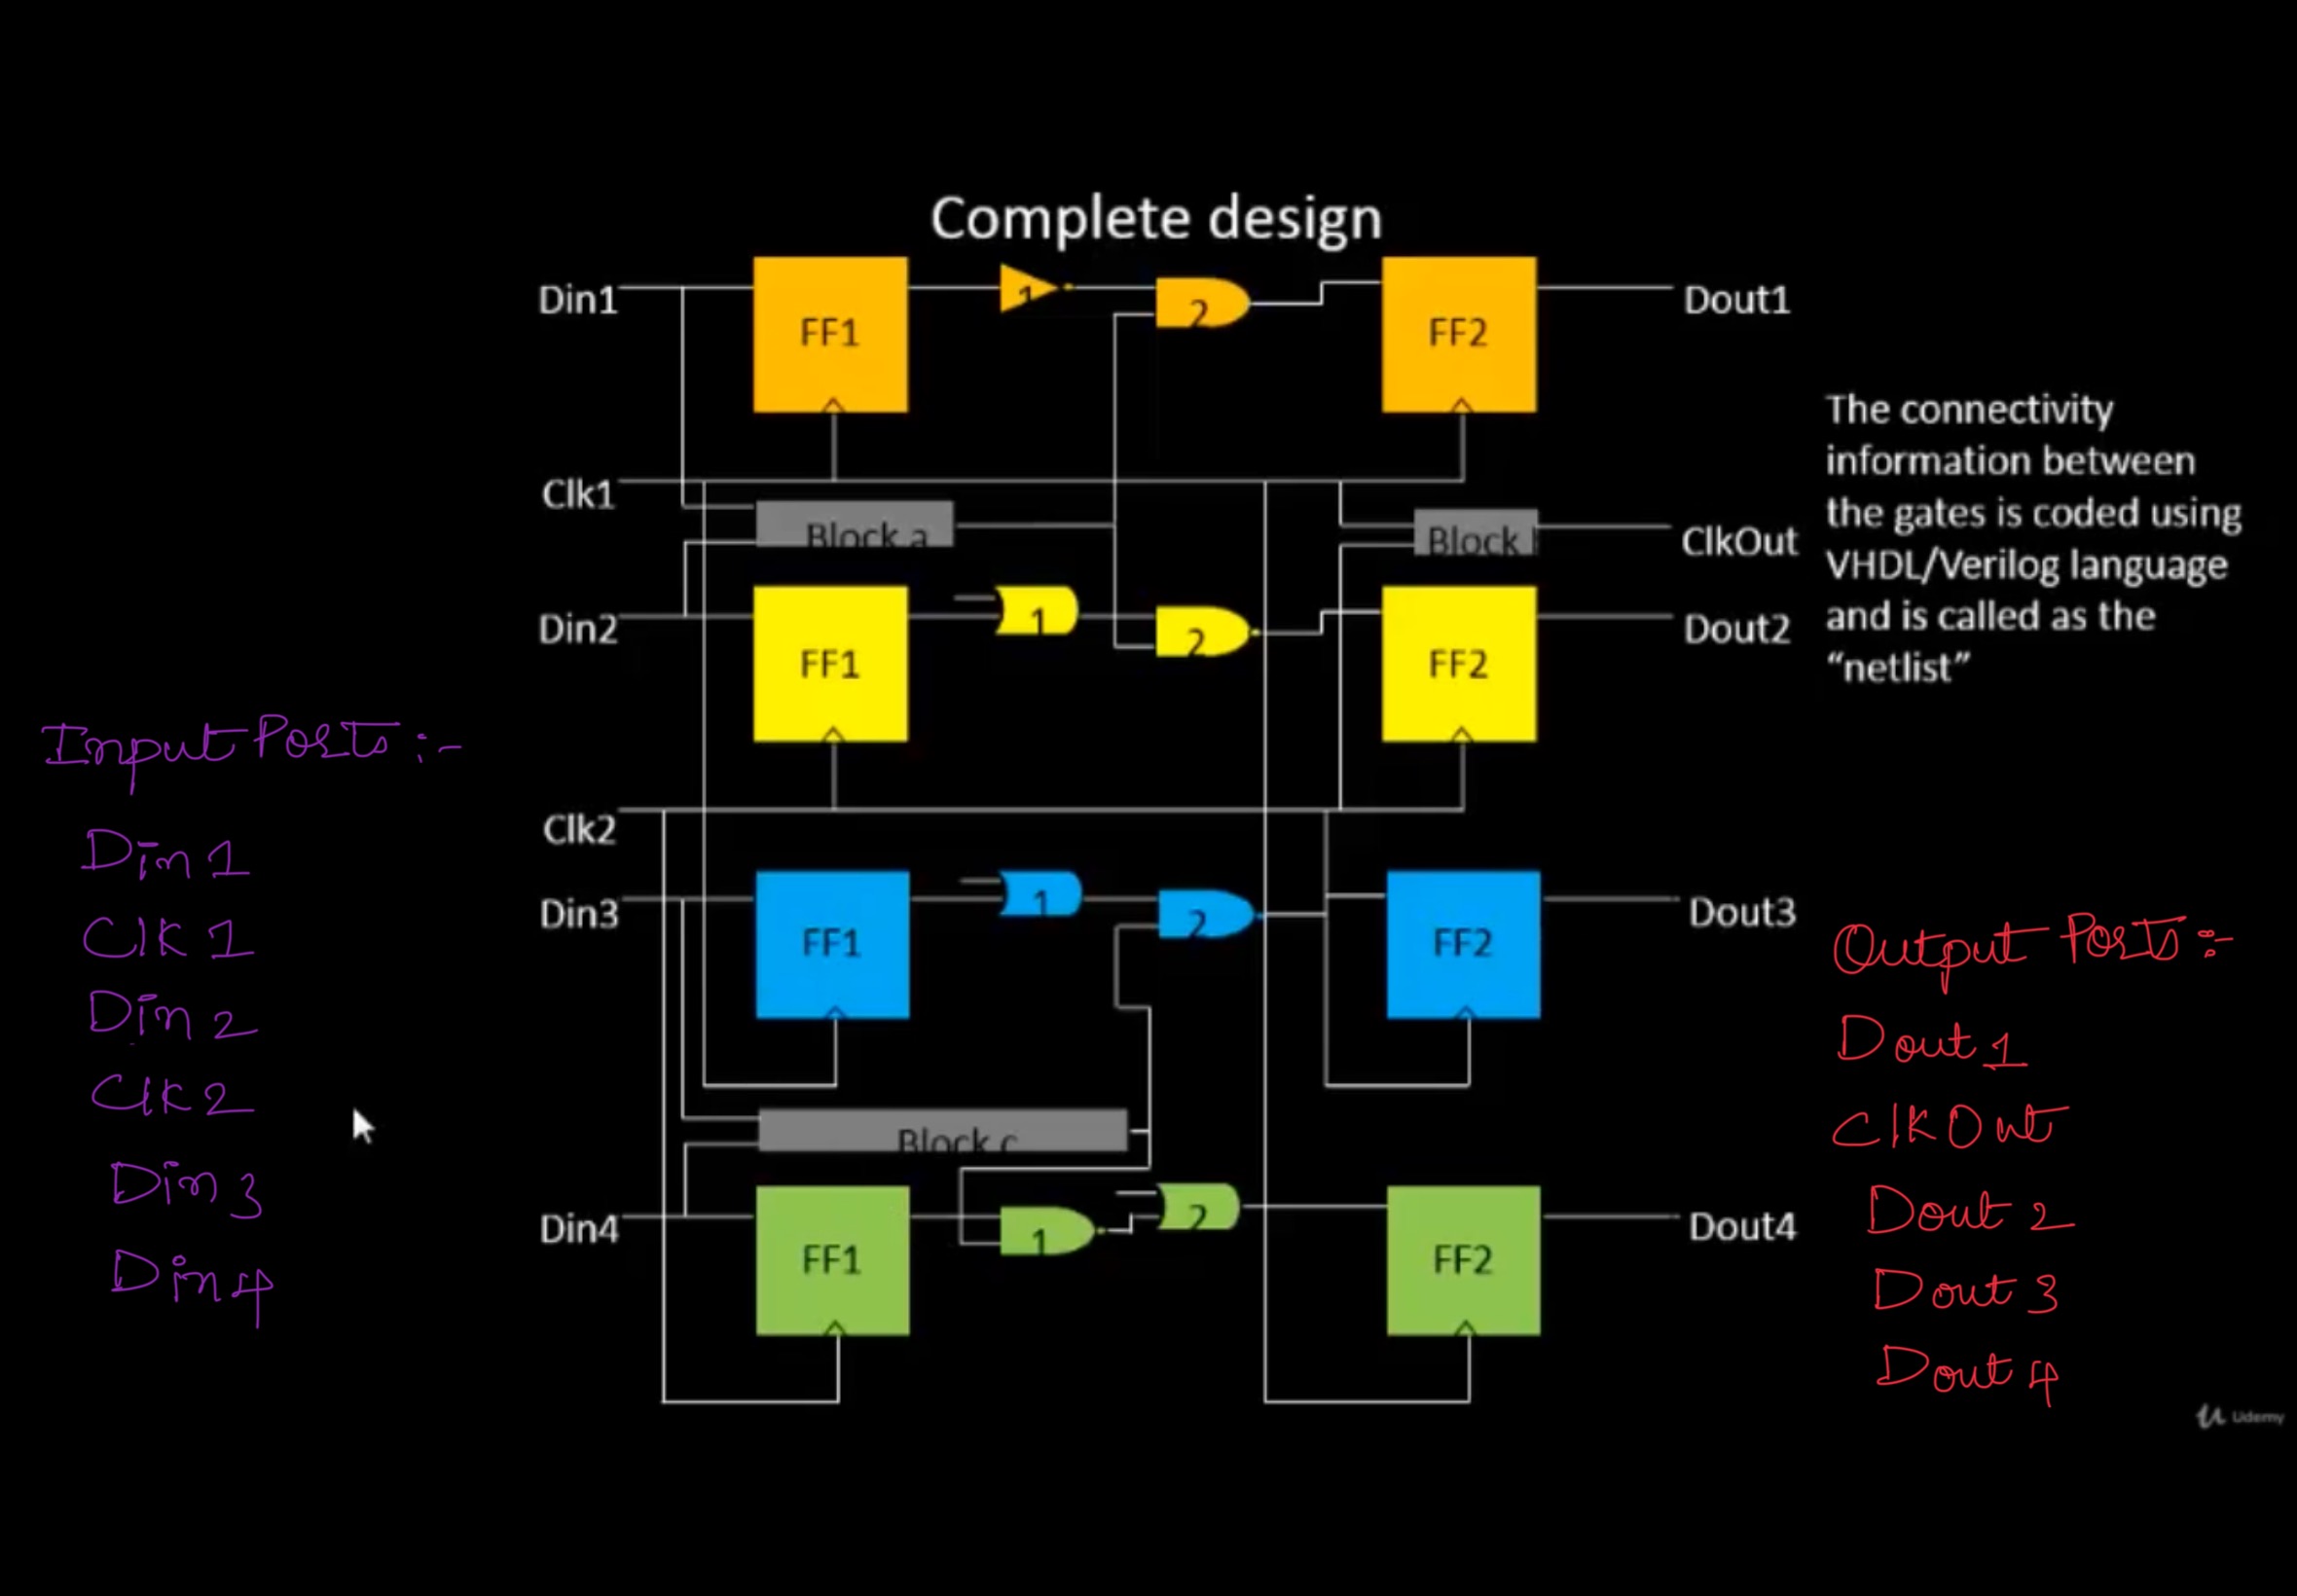 Complete design
Din1
FF1
1
2
FF2
Dout1
The connectivity
information between
the gates is coded using
VHDL/Verilog language
and is called as the
“netlist”
Clk1
Block a
Block
ClkOut
Din2
FF1
1
2
FF2
Dout2
Clk2
Din3
FF1
1
2
FF2
Dout3
Block c
Din4
FF1
1
2
FF2
Dout4
Input Ports :-
Din 1
Clk 1
Din 2
Clk 2
Din 3
Din 4
Output Ports :-
Dout 1
ClkOut
Dout 2
Dout 3
Dout 4
Udemy